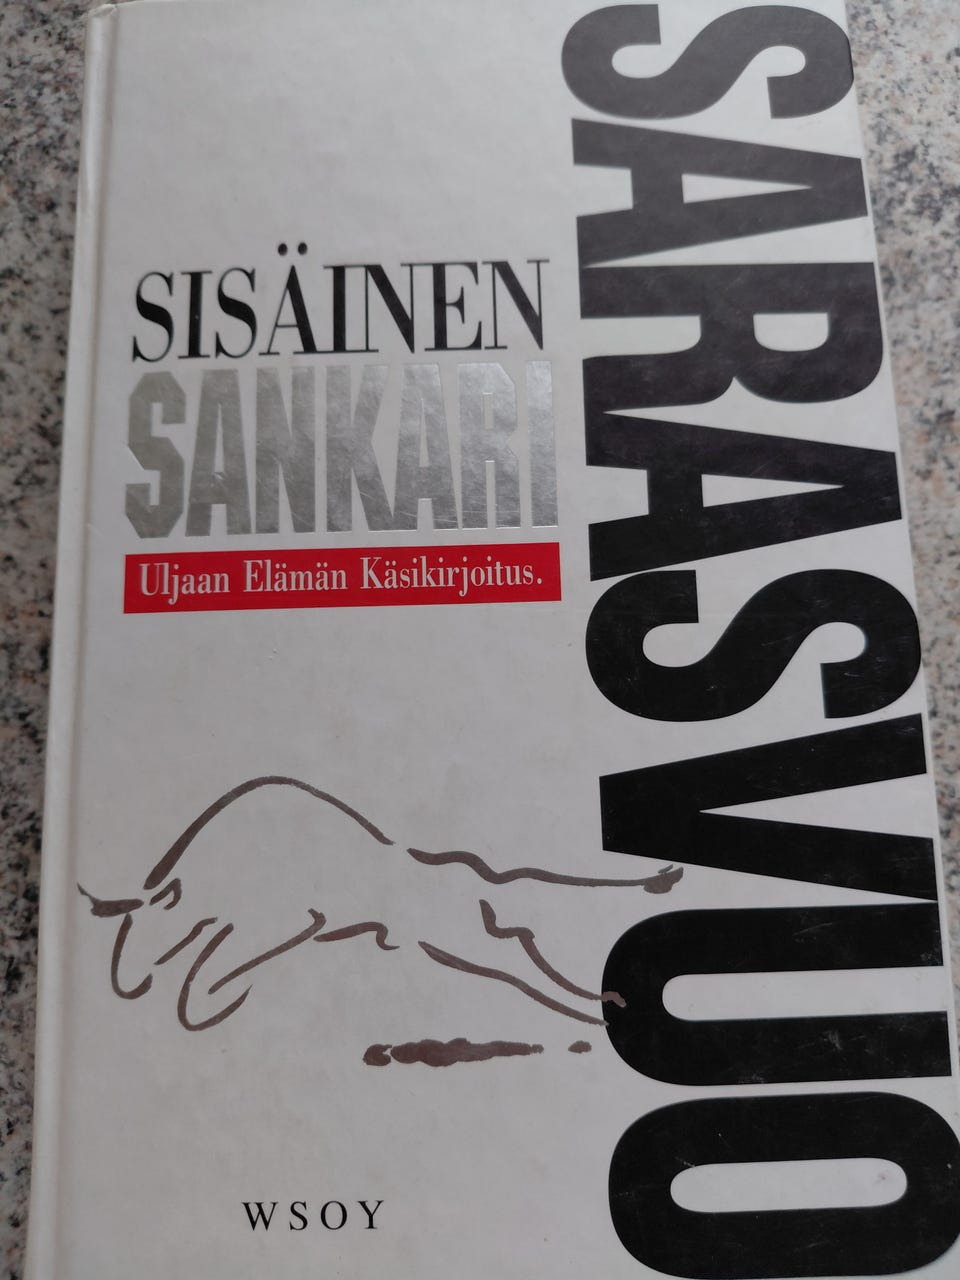 SISÄINEN
SANKARI
Uljaan Elämän Käsikirjoitus.
SARASVUO
WSOY